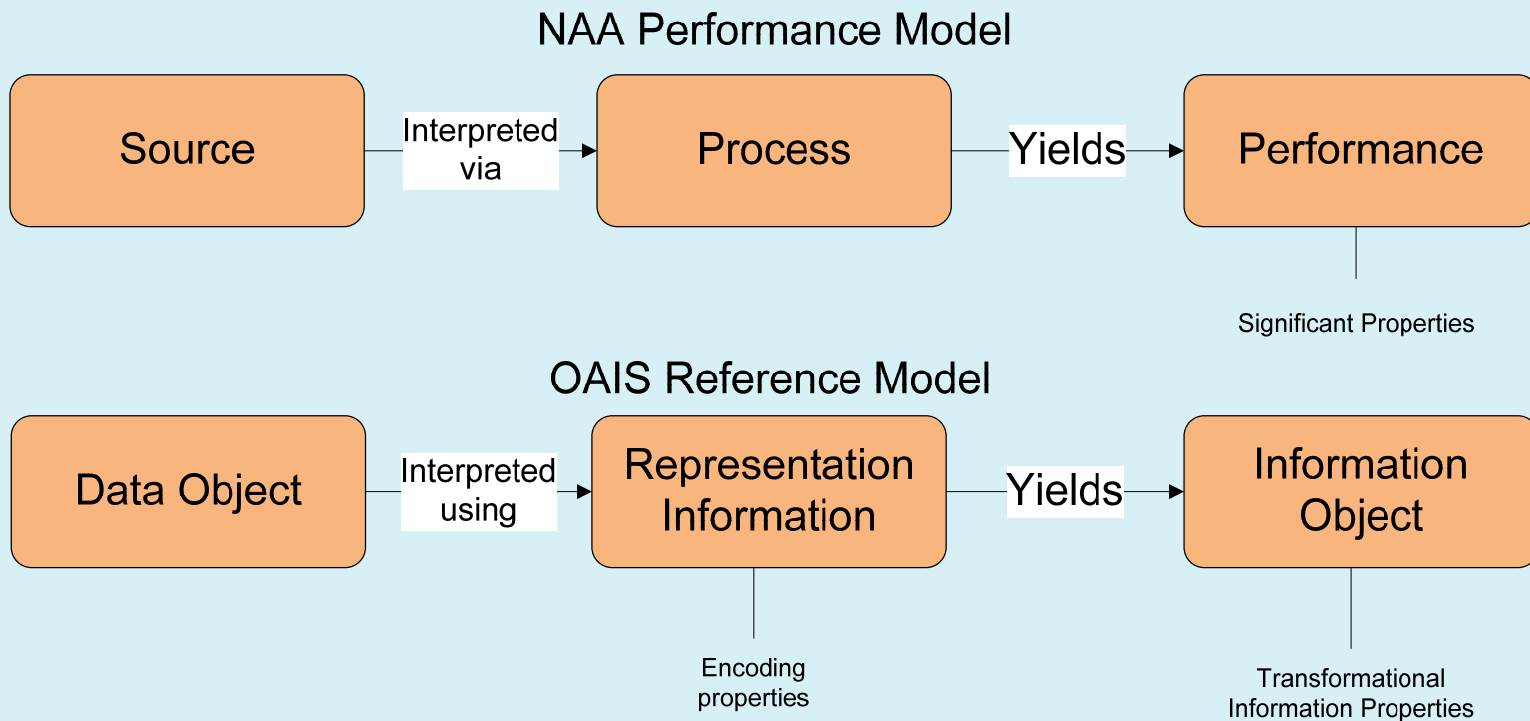 NAA Performance Model
Source
Interpreted
via
Process
Yields
Performance
Significant Properties
OAIS Reference Model
Data Object
Interpreted
using
Representation
Information
Yields
Information
Object
Encoding
properties
Transformational
Information Properties